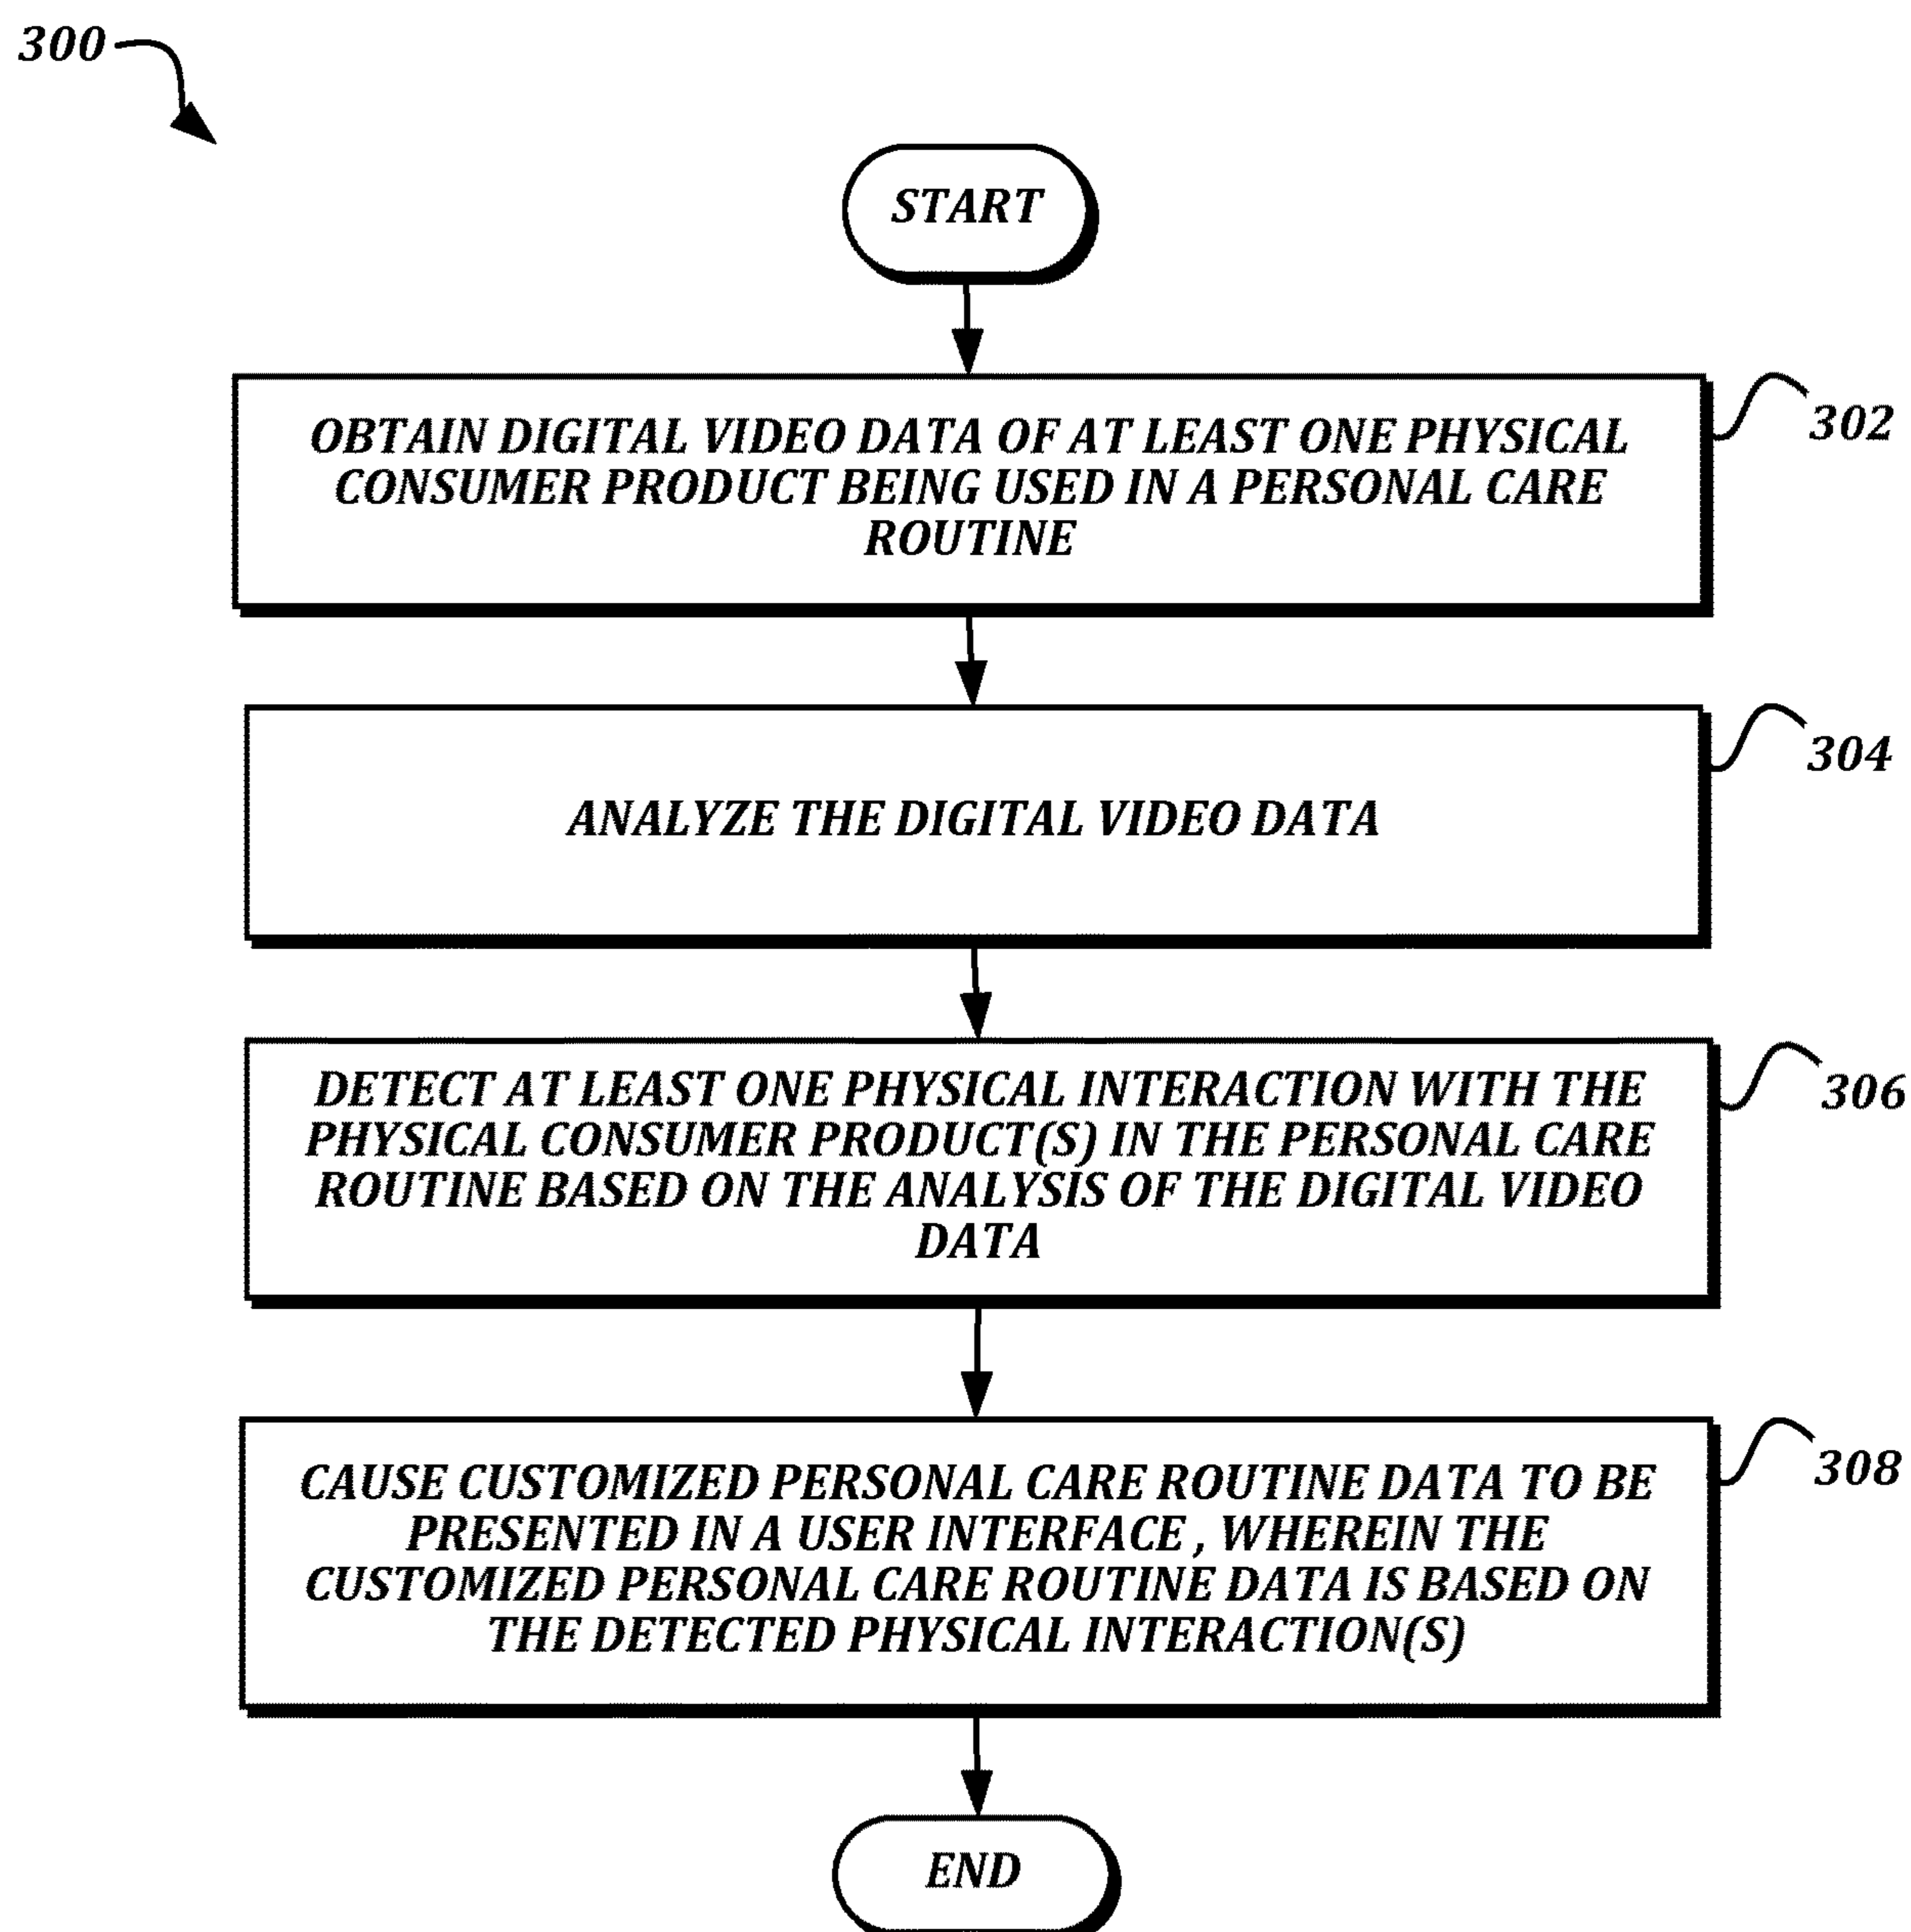 300
START
OBTAIN DIGITAL VIDEO DATA OF AT LEAST ONE PHYSICAL
CONSUMER PRODUCT BEING USED IN A PERSONAL CARE
ROUTINE
302
ANALYZE THE DIGITAL VIDEO DATA
304
DETECT AT LEAST ONE PHYSICAL INTERACTION WITH THE
PHYSICAL CONSUMER PRODUCT(S) IN THE PERSONAL CARE
ROUTINE BASED ON THE ANALYSIS OF THE DIGITAL VIDEO
DATA
306
CAUSE CUSTOMIZED PERSONAL CARE ROUTINE DATA TO BE
PRESENTED IN A USER INTERFACE , WHEREIN THE
CUSTOMIZED PERSONAL CARE ROUTINE DATA IS BASED ON
THE DETECTED PHYSICAL INTERACTION(S)
308
END